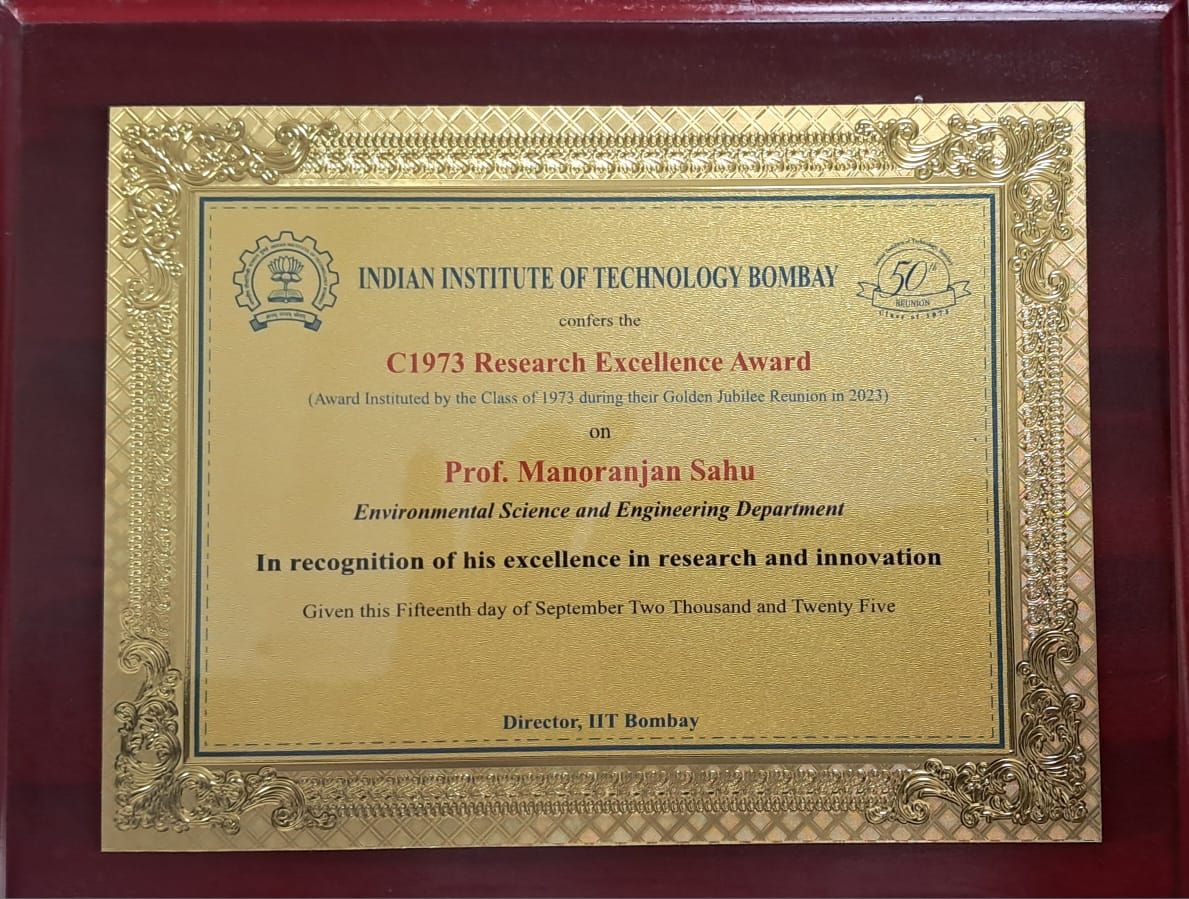 INDIAN INSTITUTE OF TECHNOLOGY BOMBAY
50th
REUNION
Class of 1973
confers the
C1973 Research Excellence Award
(Award Instituted by the Class of 1973 during their Golden Jubilee Reunion in 2023)
on
Prof. Manoranjan Sahu
Environmental Science and Engineering Department
In recognition of his excellence in research and innovation
Given this Fifteenth day of September Two Thousand and Twenty Five
Director, IIT Bombay